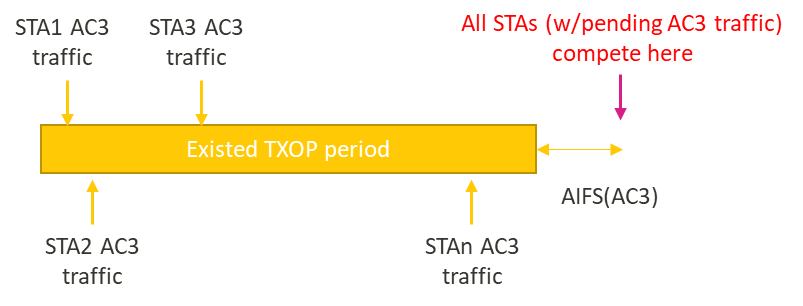 STA1 AC3
traffic
STA3 AC3
traffic
All STAs (w/pending AC3 traffic)
compete here
Existed TXOP period
AIFS(AC3)
STA2 AC3
traffic
STAn AC3
traffic